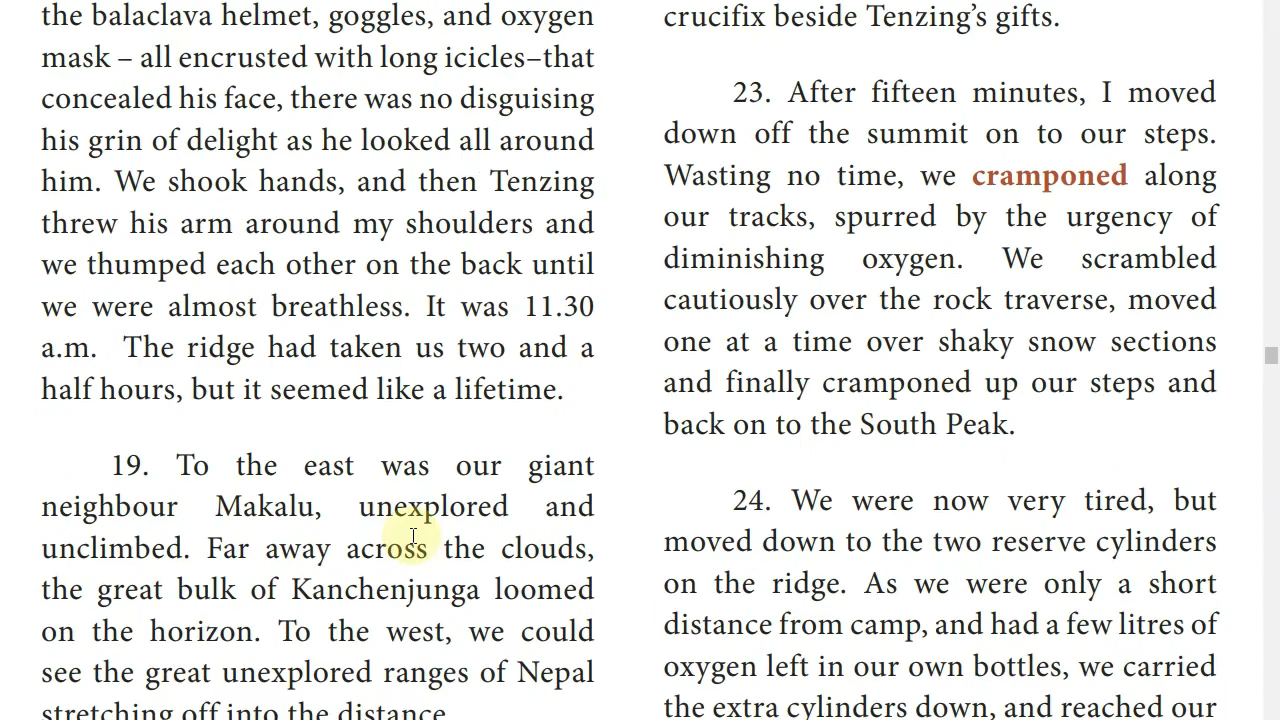 the balaclava helmet, goggles, and oxygen
mask – all encrusted with long icicles–that
concealed his face, there was no disguising
his grin of delight as he looked all around
him. We shook hands, and then Tenzing
threw his arm around my shoulders and
we thumped each other on the back until
we were almost breathless. It was 11.30
a.m. The ridge had taken us two and a
half hours, but it seemed like a lifetime.
19. To the east was our giant
neighbour Makalu, unexplored and
unclimbed. Far away across the clouds,
the great bulk of Kanchenjunga loomed
on the horizon. To the west, we could
see the great unexplored ranges of Nepal
stretching off into the distance.
crucifix beside Tenzing's gifts.
23. After fifteen minutes, I moved
down off the summit on to our steps.
Wasting no time, we cramponed along
our tracks, spurred by the urgency of
diminishing oxygen. We scrambled
cautiously over the rock traverse, moved
one at a time over shaky snow sections
and finally cramponed up our steps and
back on to the South Peak.
24. We were now very tired, but
moved down to the two reserve cylinders
on the ridge. As we were only a short
distance from camp, and had a few litres of
oxygen left in our own bottles, we carried
the extra cylinders down, and reached our